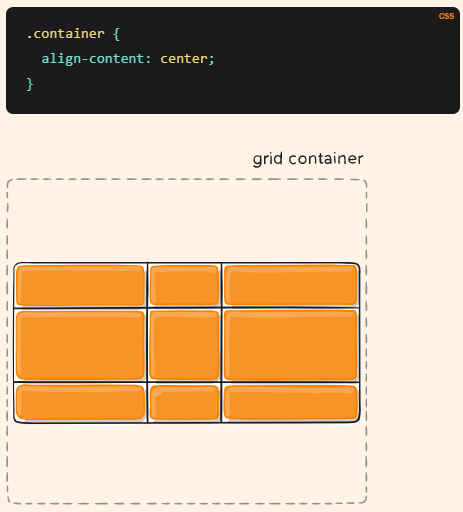 CSS
.container {
  align-content: center;
}
grid container